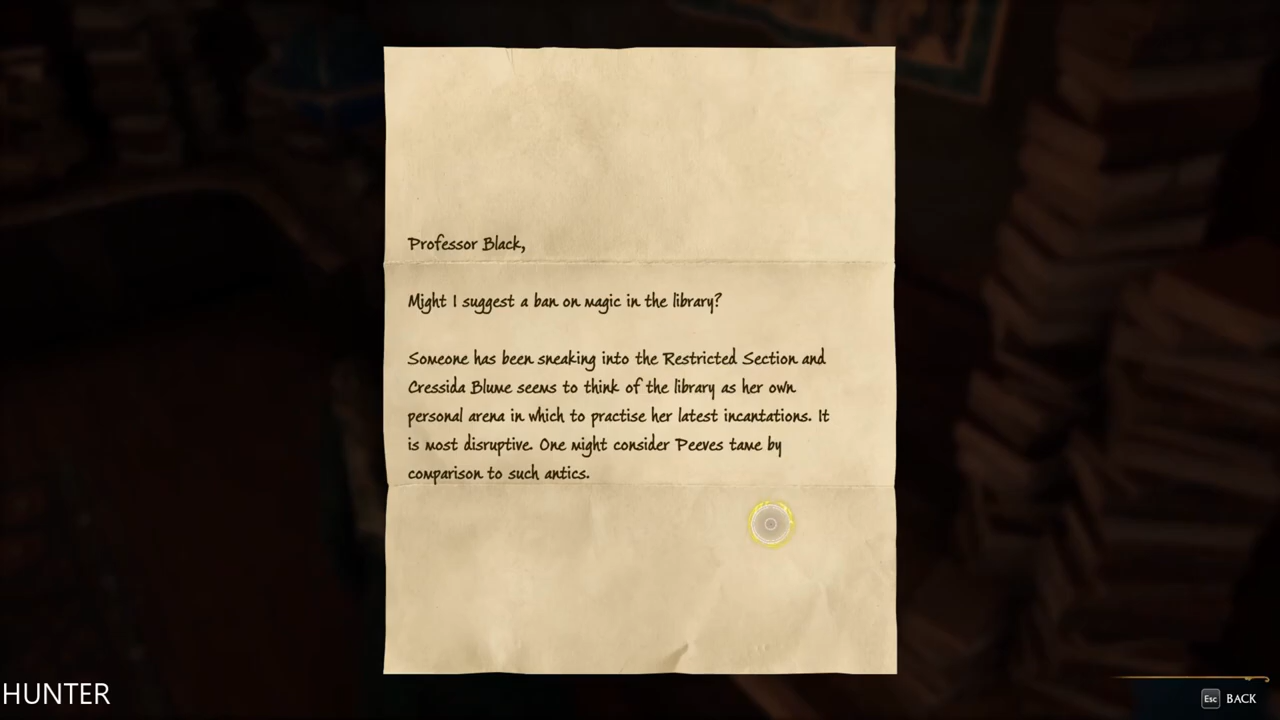 Professor Black,
Might I suggest a ban on magic in the library?
Someone has been sneaking into the Restricted Section and
Cressida Blume seems to think of the library as her own
personal arena in which to practise her latest incantations. It
is most disruptive. One might consider Peeves tame by
comparison to such antics.
HUNTER
Esc BACK